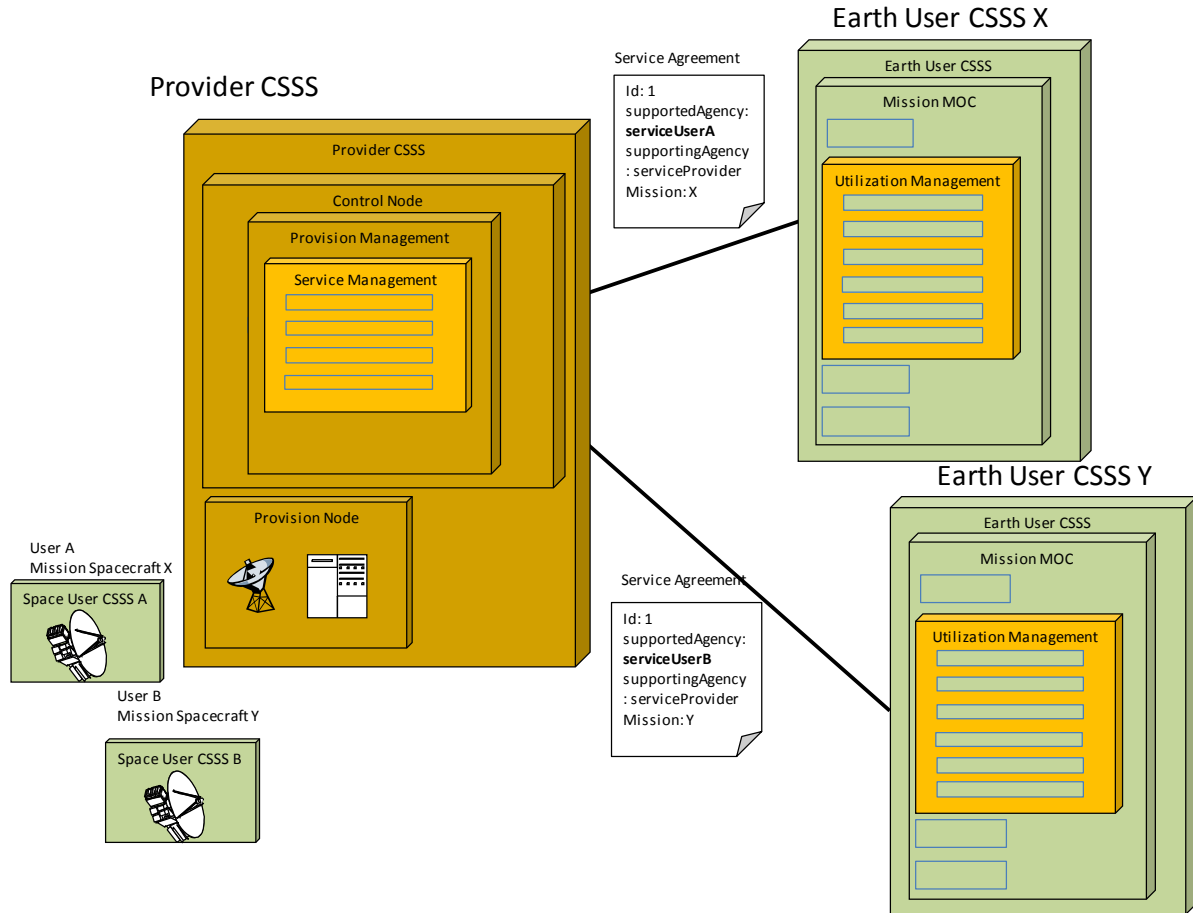 Earth User CSSS X
Service Agreement
Earth User CSSS
Provider CSSS
Id: 1
supportedAgency:
serviceUserA
supportingAgency
: serviceProvider
Mission: X
Mission MOC
Provider CSSS
Utilization Management
Control Node
Provision Management
Service Management
Earth User CSSS Y
Provision Node
Earth User CSSS
User A
Mission Spacecraft X
Mission MOC
Space User CSSS A
Service Agreement
Id: 1
supportedAgency:
serviceUserB
supportingAgency
: serviceProvider
Mission: Y
Utilization Management
User B
Mission Spacecraft Y
Space User CSSS B